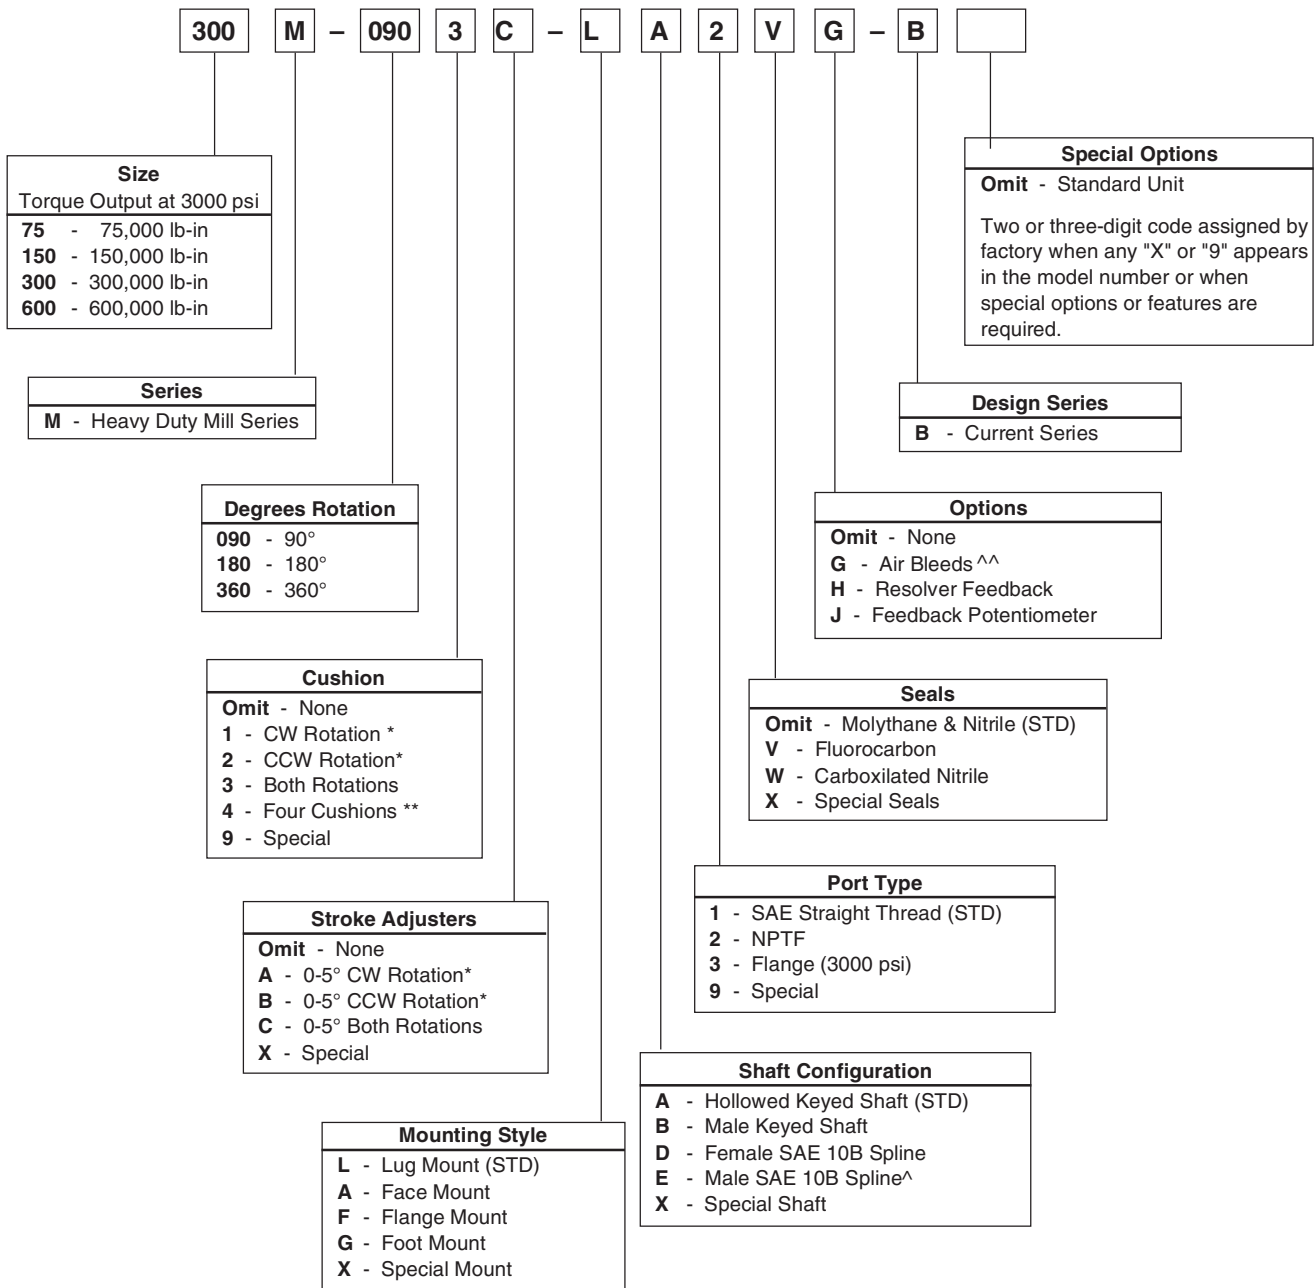 300 M – 090 3 C – L A 2 V G – B
Size
Torque Output at 3000 psi
75 - 75,000 lb-in
150 - 150,000 lb-in
300 - 300,000 lb-in
600 - 600,000 lb-in
Special Options
Omit - Standard Unit
Two or three-digit code assigned by
factory when any "X" or "9" appears
in the model number or when
special options or features are
required.
Series
M - Heavy Duty Mill Series
Design Series
B - Current Series
Degrees Rotation
090 - 90°
180 - 180°
360 - 360°
Options
Omit - None
G - Air Bleeds ^^
H - Resolver Feedback
J - Feedback Potentiometer
Cushion
Omit - None
1 - CW Rotation *
2 - CCW Rotation*
3 - Both Rotations
4 - Four Cushions **
9 - Special
Seals
Omit - Molythane & Nitrile (STD)
V - Fluorocarbon
W - Carboxilated Nitrile
X - Special Seals
Stroke Adjusters
Omit - None
A - 0-5° CW Rotation*
B - 0-5° CCW Rotation*
C - 0-5° Both Rotations
X - Special
Port Type
1 - SAE Straight Thread (STD)
2 - NPTF
3 - Flange (3000 psi)
9 - Special
Shaft Configuration
A - Hollowed Keyed Shaft (STD)
B - Male Keyed Shaft
D - Female SAE 10B Spline
E - Male SAE 10B Spline^
X - Special Shaft
Mounting Style
L - Lug Mount (STD)
A - Face Mount
F - Flange Mount
G - Foot Mount
X - Special Mount